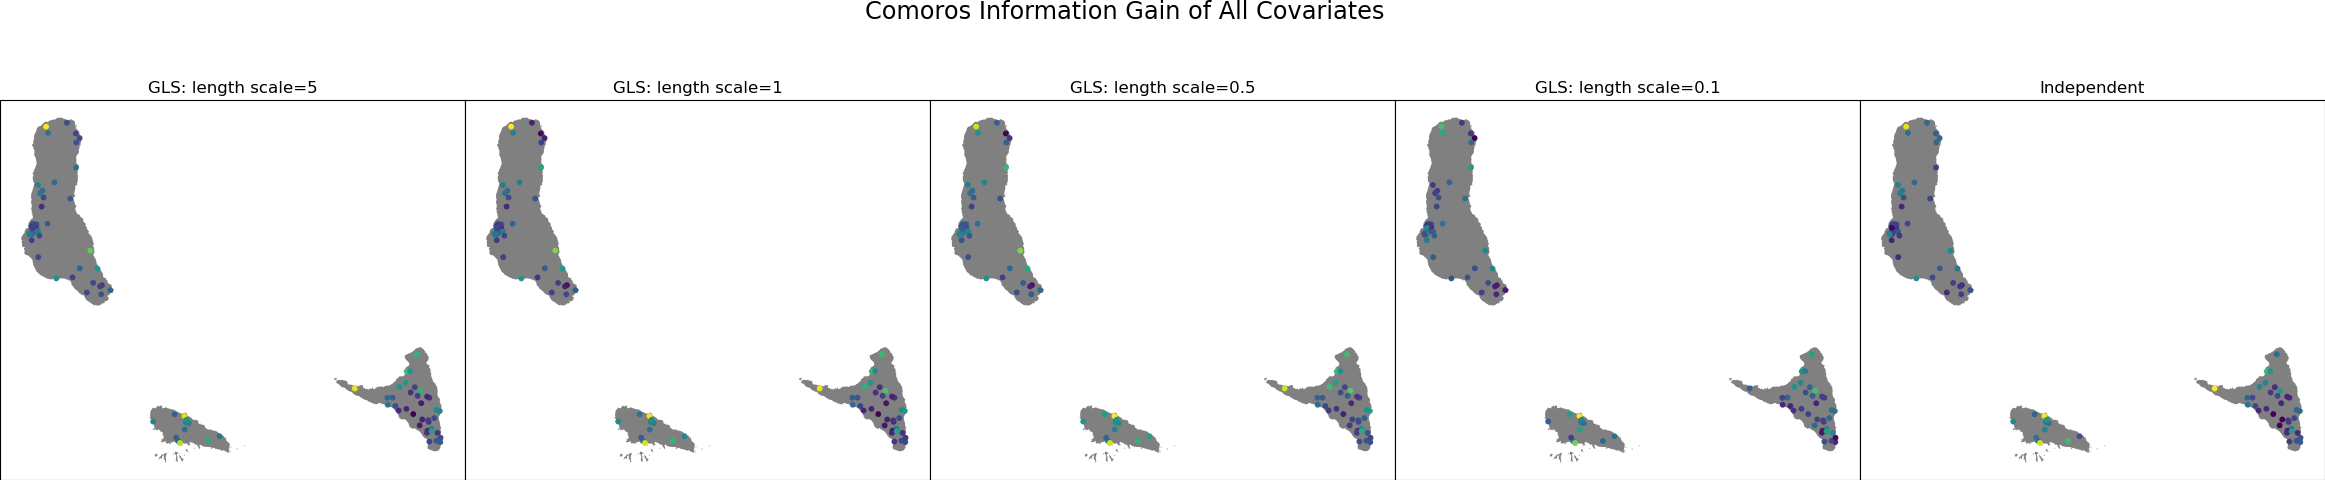 Comoros Information Gain of All Covariates
GLS: length scale=5
GLS: length scale=1
GLS: length scale=0.5
GLS: length scale=0.1
Independent